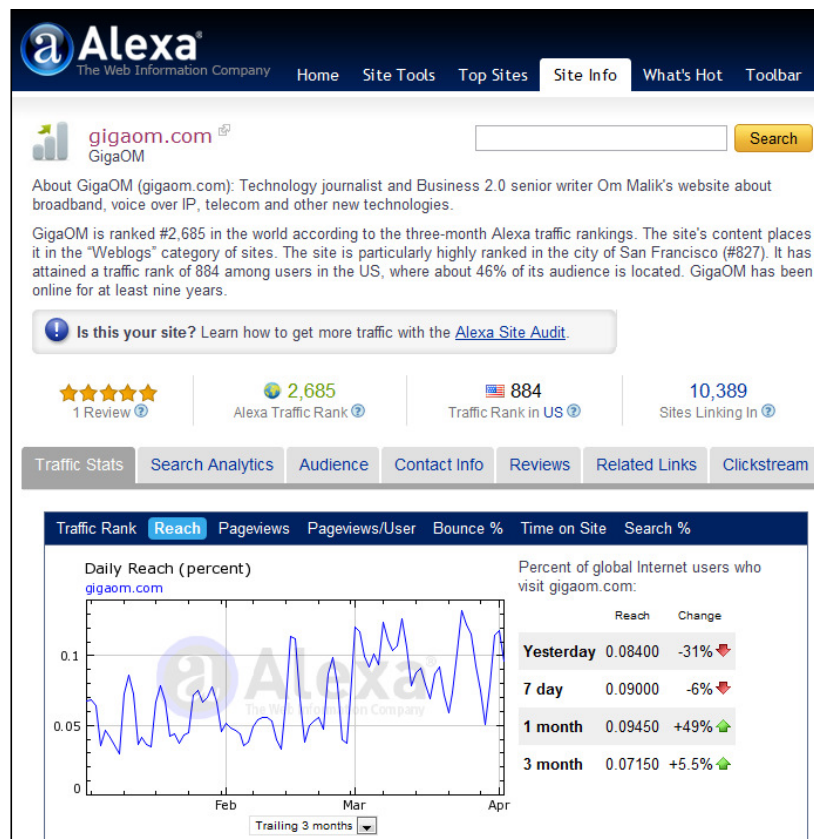 Alexa®
The Web Information Company
Home Site Tools Top Sites Site Info What's Hot Toolbar
gigaom.com
GigaOM
Search
About GigaOM (gigaom.com): Technology journalist and Business 2.0 senior writer Om Malik's website about
broadband, voice over IP, telecom and other new technologies.
GigaOM is ranked #2,685 in the world according to the three-month Alexa traffic rankings. The site's content places
it in the “Weblogs” category of sites. The site is particularly highly ranked in the city of San Francisco (#827). It has
attained a traffic rank of 884 among users in the US, where about 46% of its audience is located. GigaOM has been
online for at least nine years.
! Is this your site? Learn how to get more traffic with the Alexa Site Audit.
2,685 884 10,389
1 Review ? Alexa Traffic Rank ? Traffic Rank in US ? Sites Linking In ?
Traffic Stats Search Analytics Audience Contact Info Reviews Related Links Clickstream
Traffic Rank Reach Pageviews Pageviews/User Bounce % Time on Site Search %
Daily Reach (percent)
gigaom.com
0.1
0.05
0
a Alexa®
The Web Information Company
Feb Mar Apr
Trailing 3 months
Percent of global Internet users who
visit gigaom.com:
Reach Change
Yesterday 0.08400 -31%
7 day 0.09000 -6%
1 month 0.09450 +49%
3 month 0.07150 +5.5%